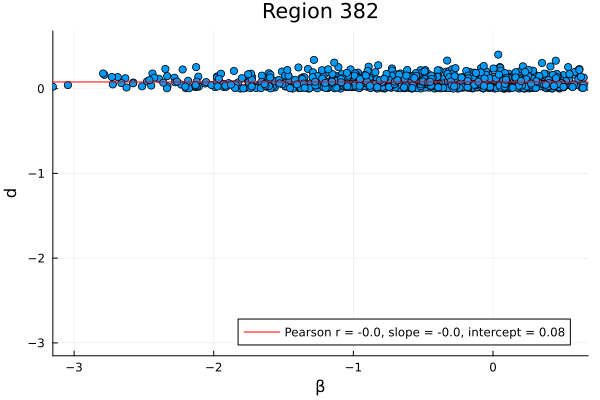 Region 382
0
−1
−2
−3
d
−3
−2
−1
0
β
Pearson r = -0.0, slope = -0.0, intercept = 0.08